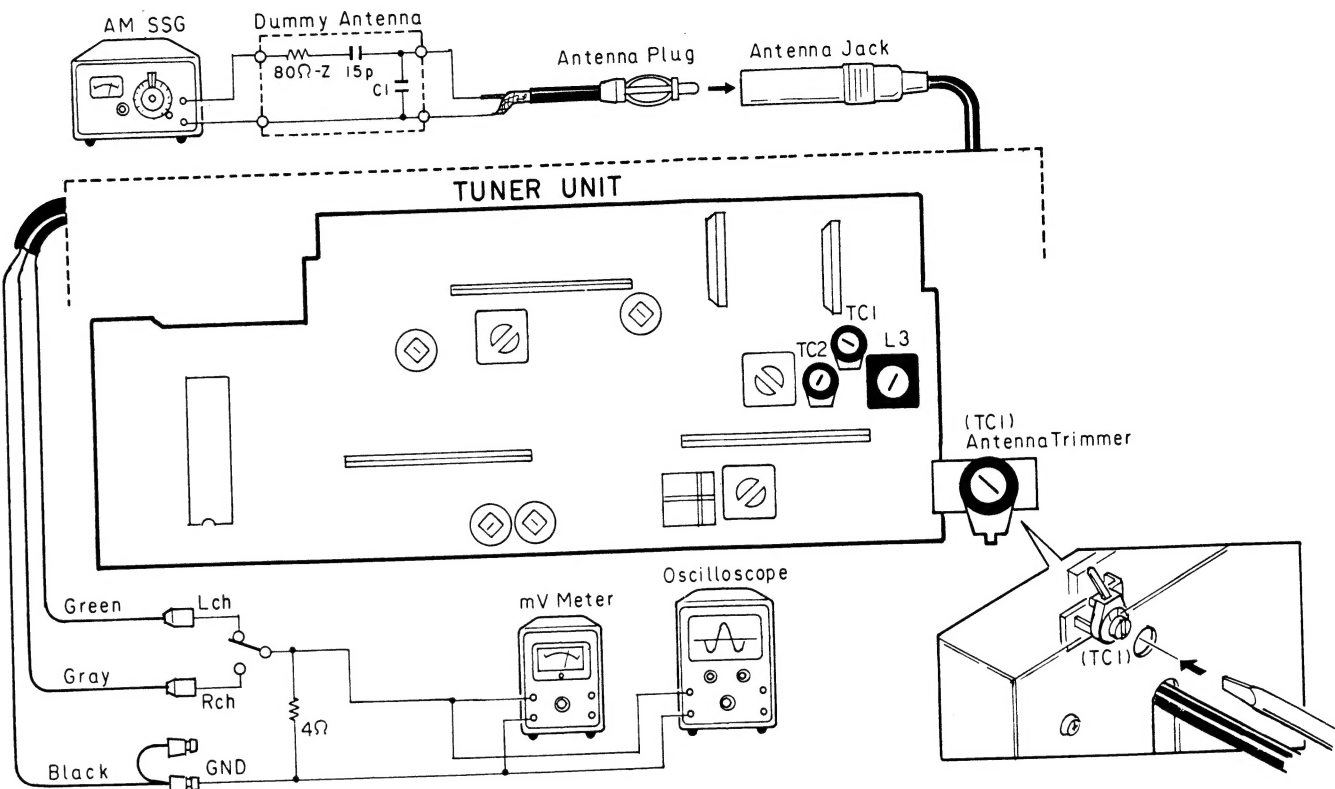 AM SSG
Dummy Antenna
80Ω-Z 15p
C1
Antenna Plug
Antenna Jack
TUNER UNIT
TC1
TC2
L3
(TC1)
Antenna Trimmer
Oscilloscope
mV Meter
Green
Lch
Gray
Rch
4Ω
Black
GND
(TC1)